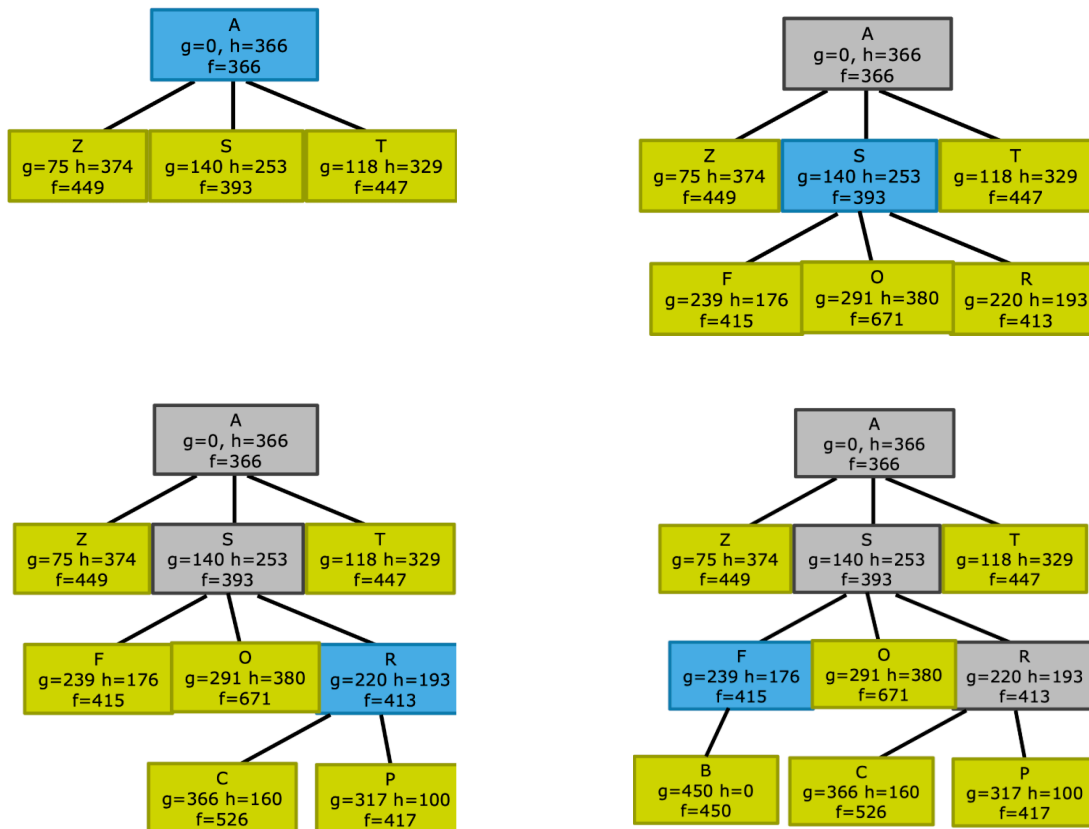 A
g=0, h=366
f=366
Z
g=75 h=374
f=449
S
g=140 h=253
f=393
T
g=118 h=329
f=447
A
g=0, h=366
f=366
Z
g=75 h=374
f=449
S
g=140 h=253
f=393
T
g=118 h=329
f=447
F
g=239 h=176
f=415
O
g=291 h=380
f=671
R
g=220 h=193
f=413
A
g=0, h=366
f=366
Z
g=75 h=374
f=449
S
g=140 h=253
f=393
T
g=118 h=329
f=447
F
g=239 h=176
f=415
O
g=291 h=380
f=671
R
g=220 h=193
f=413
C
g=366 h=160
f=526
P
g=317 h=100
f=417
A
g=0, h=366
f=366
Z
g=75 h=374
f=449
S
g=140 h=253
f=393
T
g=118 h=329
f=447
F
g=239 h=176
f=415
O
g=291 h=380
f=671
R
g=220 h=193
f=413
B
g=450 h=0
f=450
C
g=366 h=160
f=526
P
g=317 h=100
f=417